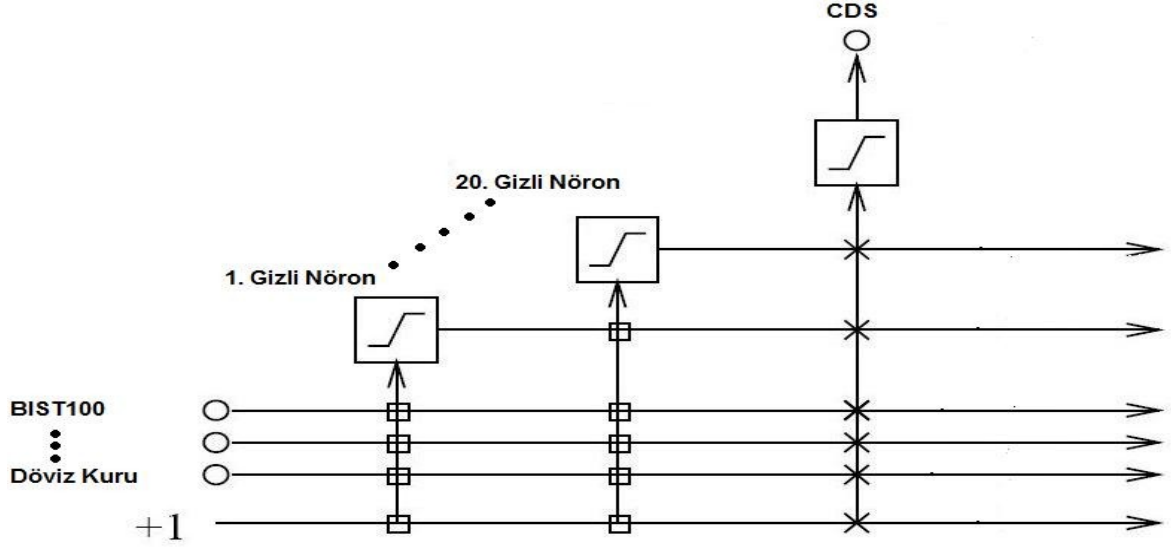 CDS
20. Gizli Nöron
1. Gizli Nöron
BIST100
Döviz Kuru
+1